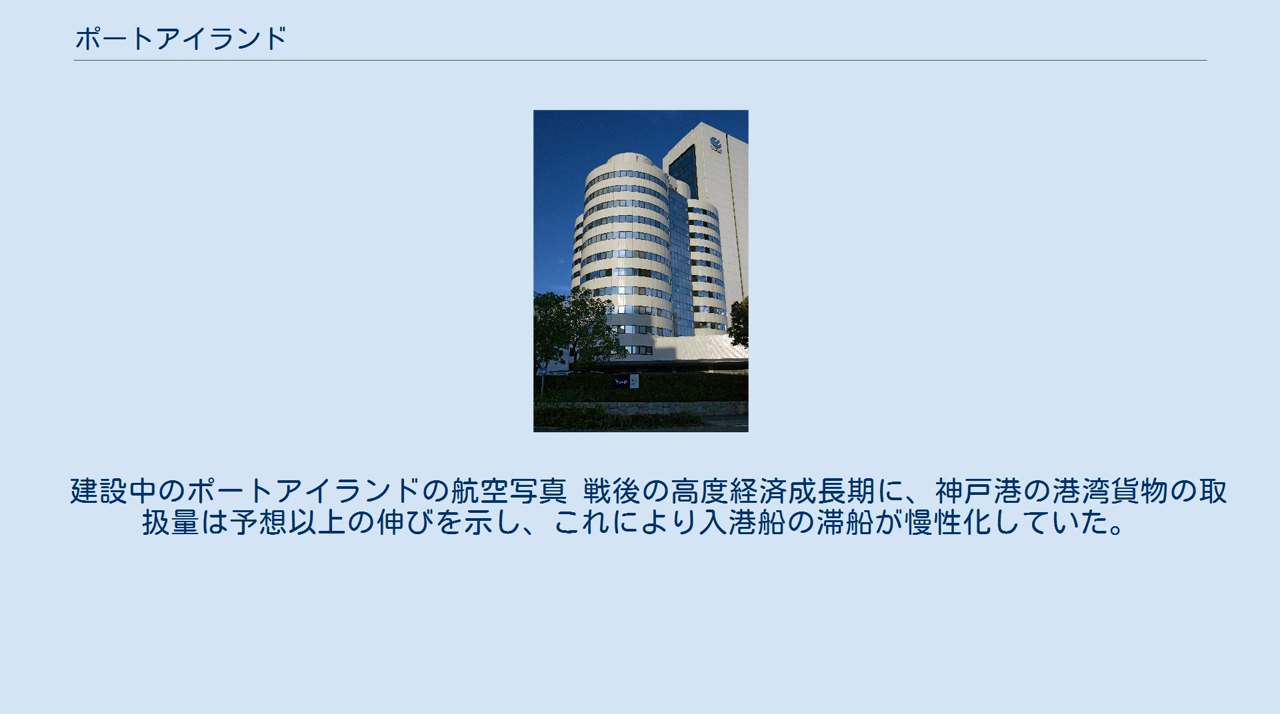 ポートアイランド
建設中のポートアイランドの航空写真 戦後の高度経済成長期に、神戸港の港湾貨物の取
扱量は予想以上の伸びを示し、これにより入港船の滞船が慢性化していた。